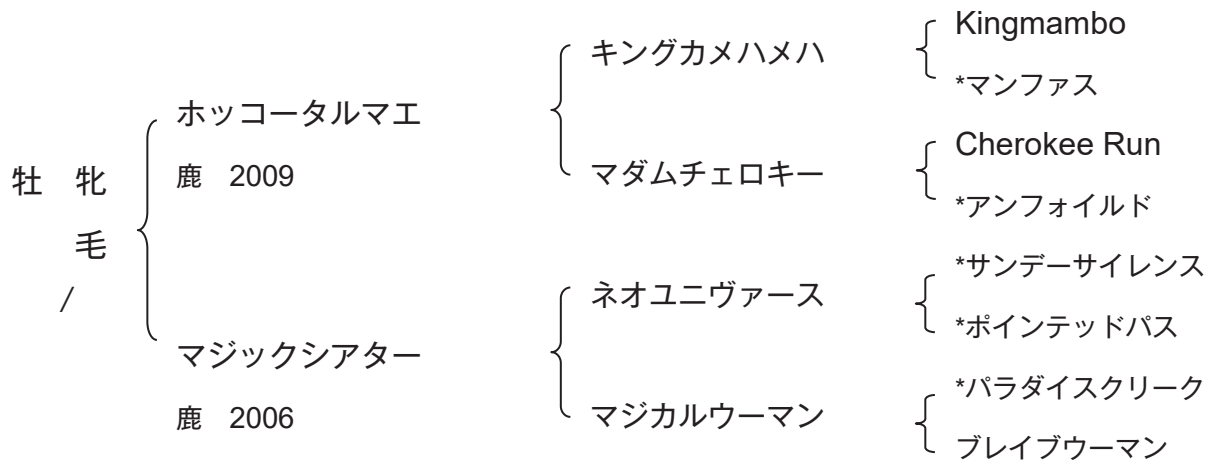 Kingmambo
キングカメハメハ
*マンファス
ホッコータルマエ
Cherokee Run
鹿 2009
マダムチェロキー
牡 牝
*アンフォイルド
毛
*サンデーサイレンス
/
ネオユニヴァース
*ポインテッドパス
マジックシアター
*パラダイスクリーク
鹿 2006
マジカルウーマン
ブレイブウーマン